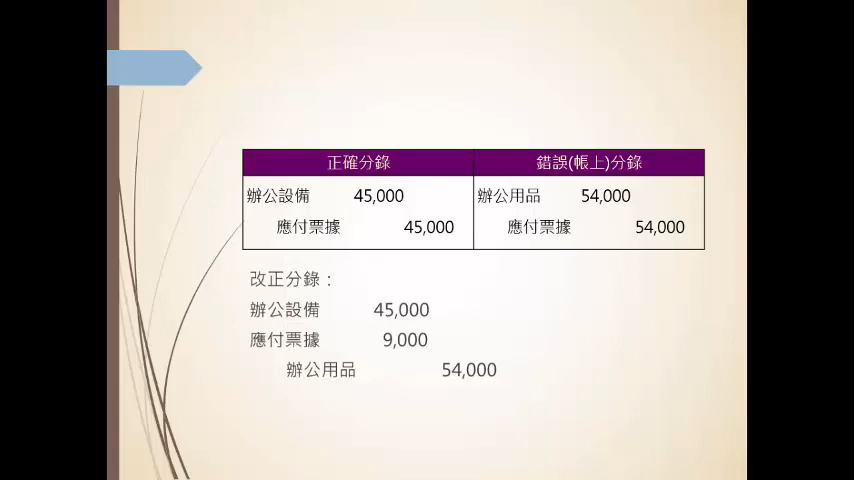 正確分錄 錯誤(帳上)分錄
辦公設備 45,000 辦公用品 54,000
應付票據 45,000 應付票據 54,000
改正分錄：
辦公設備 45,000
應付票據 9,000
辦公用品 54,000